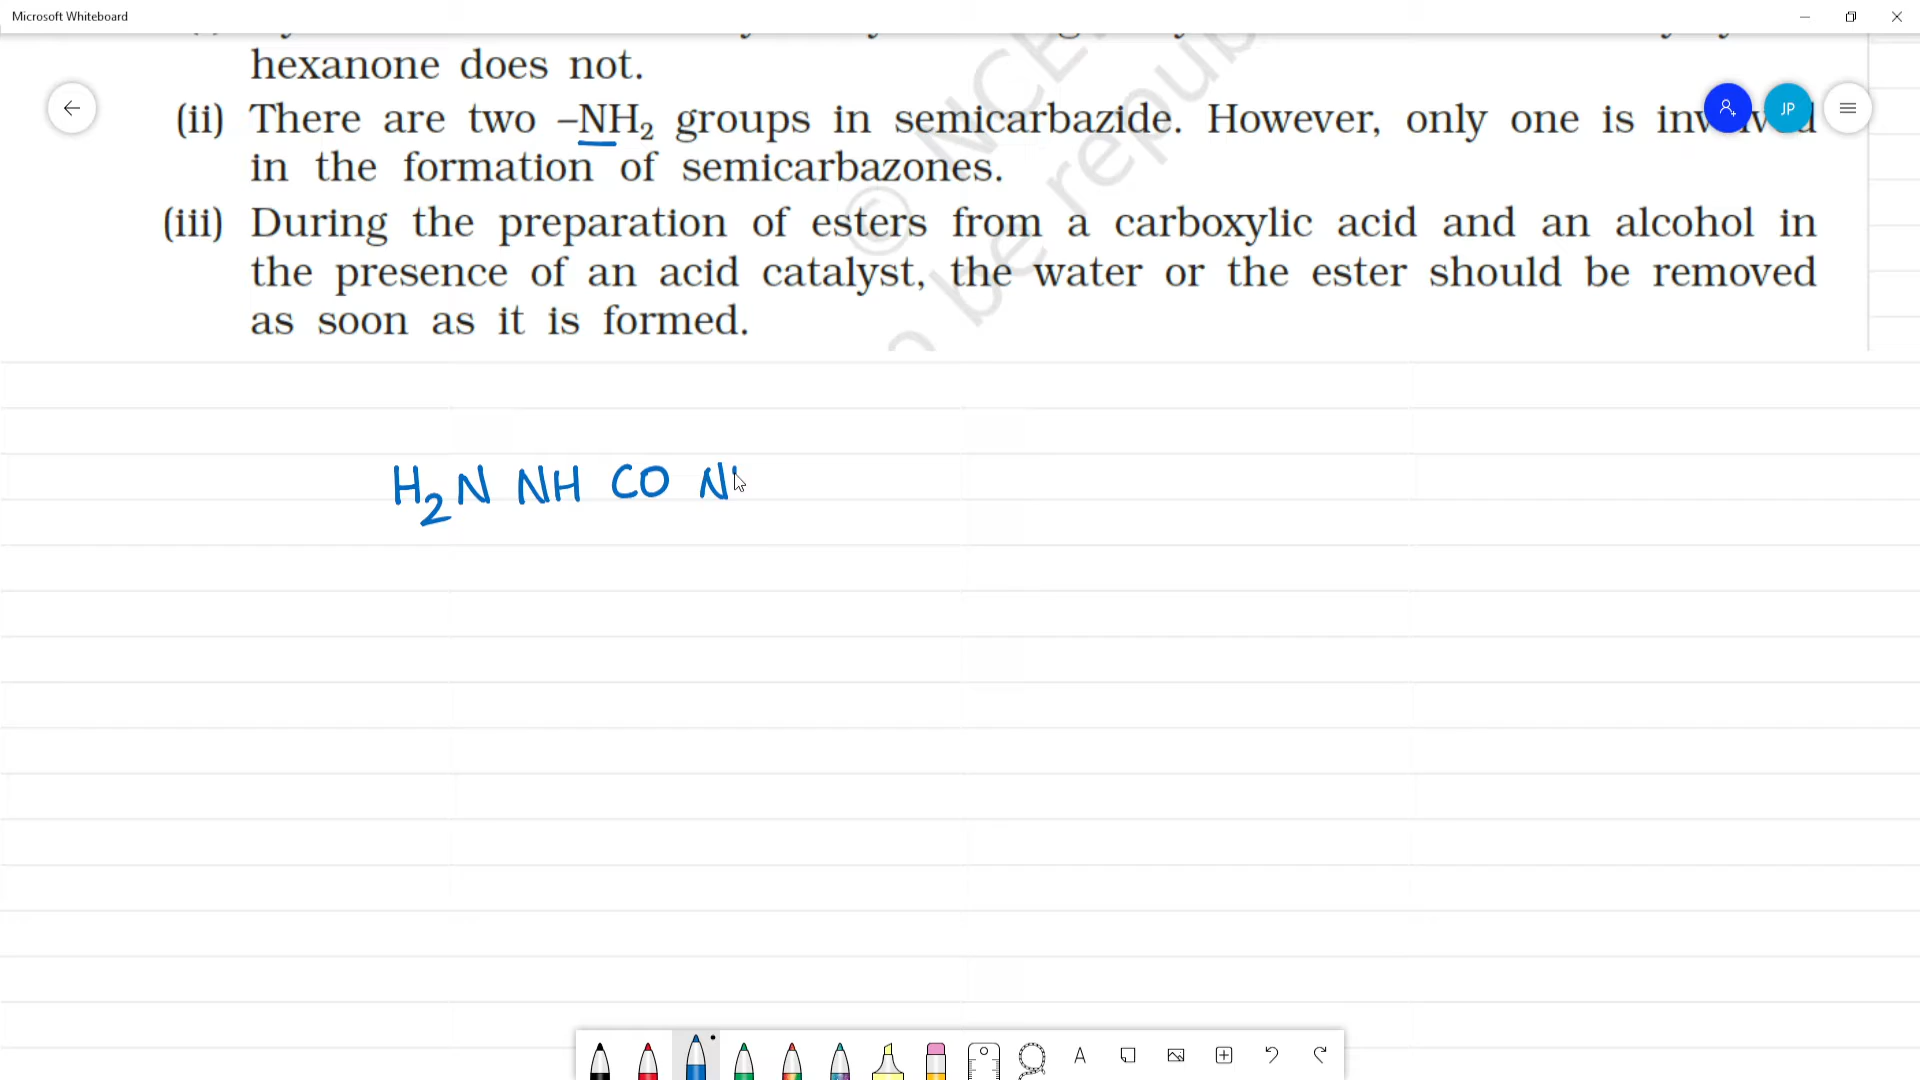 Microsoft Whiteboard
hexanone does not.
(ii) There are two –NH₂ groups in semicarbazide. However, only one is involved
in the formation of semicarbazones.
(iii) During the preparation of esters from a carboxylic acid and an alcohol in
the presence of an acid catalyst, the water or the ester should be removed
as soon as it is formed.
JP
H₂N NH CO N
© NCE
be repub
A